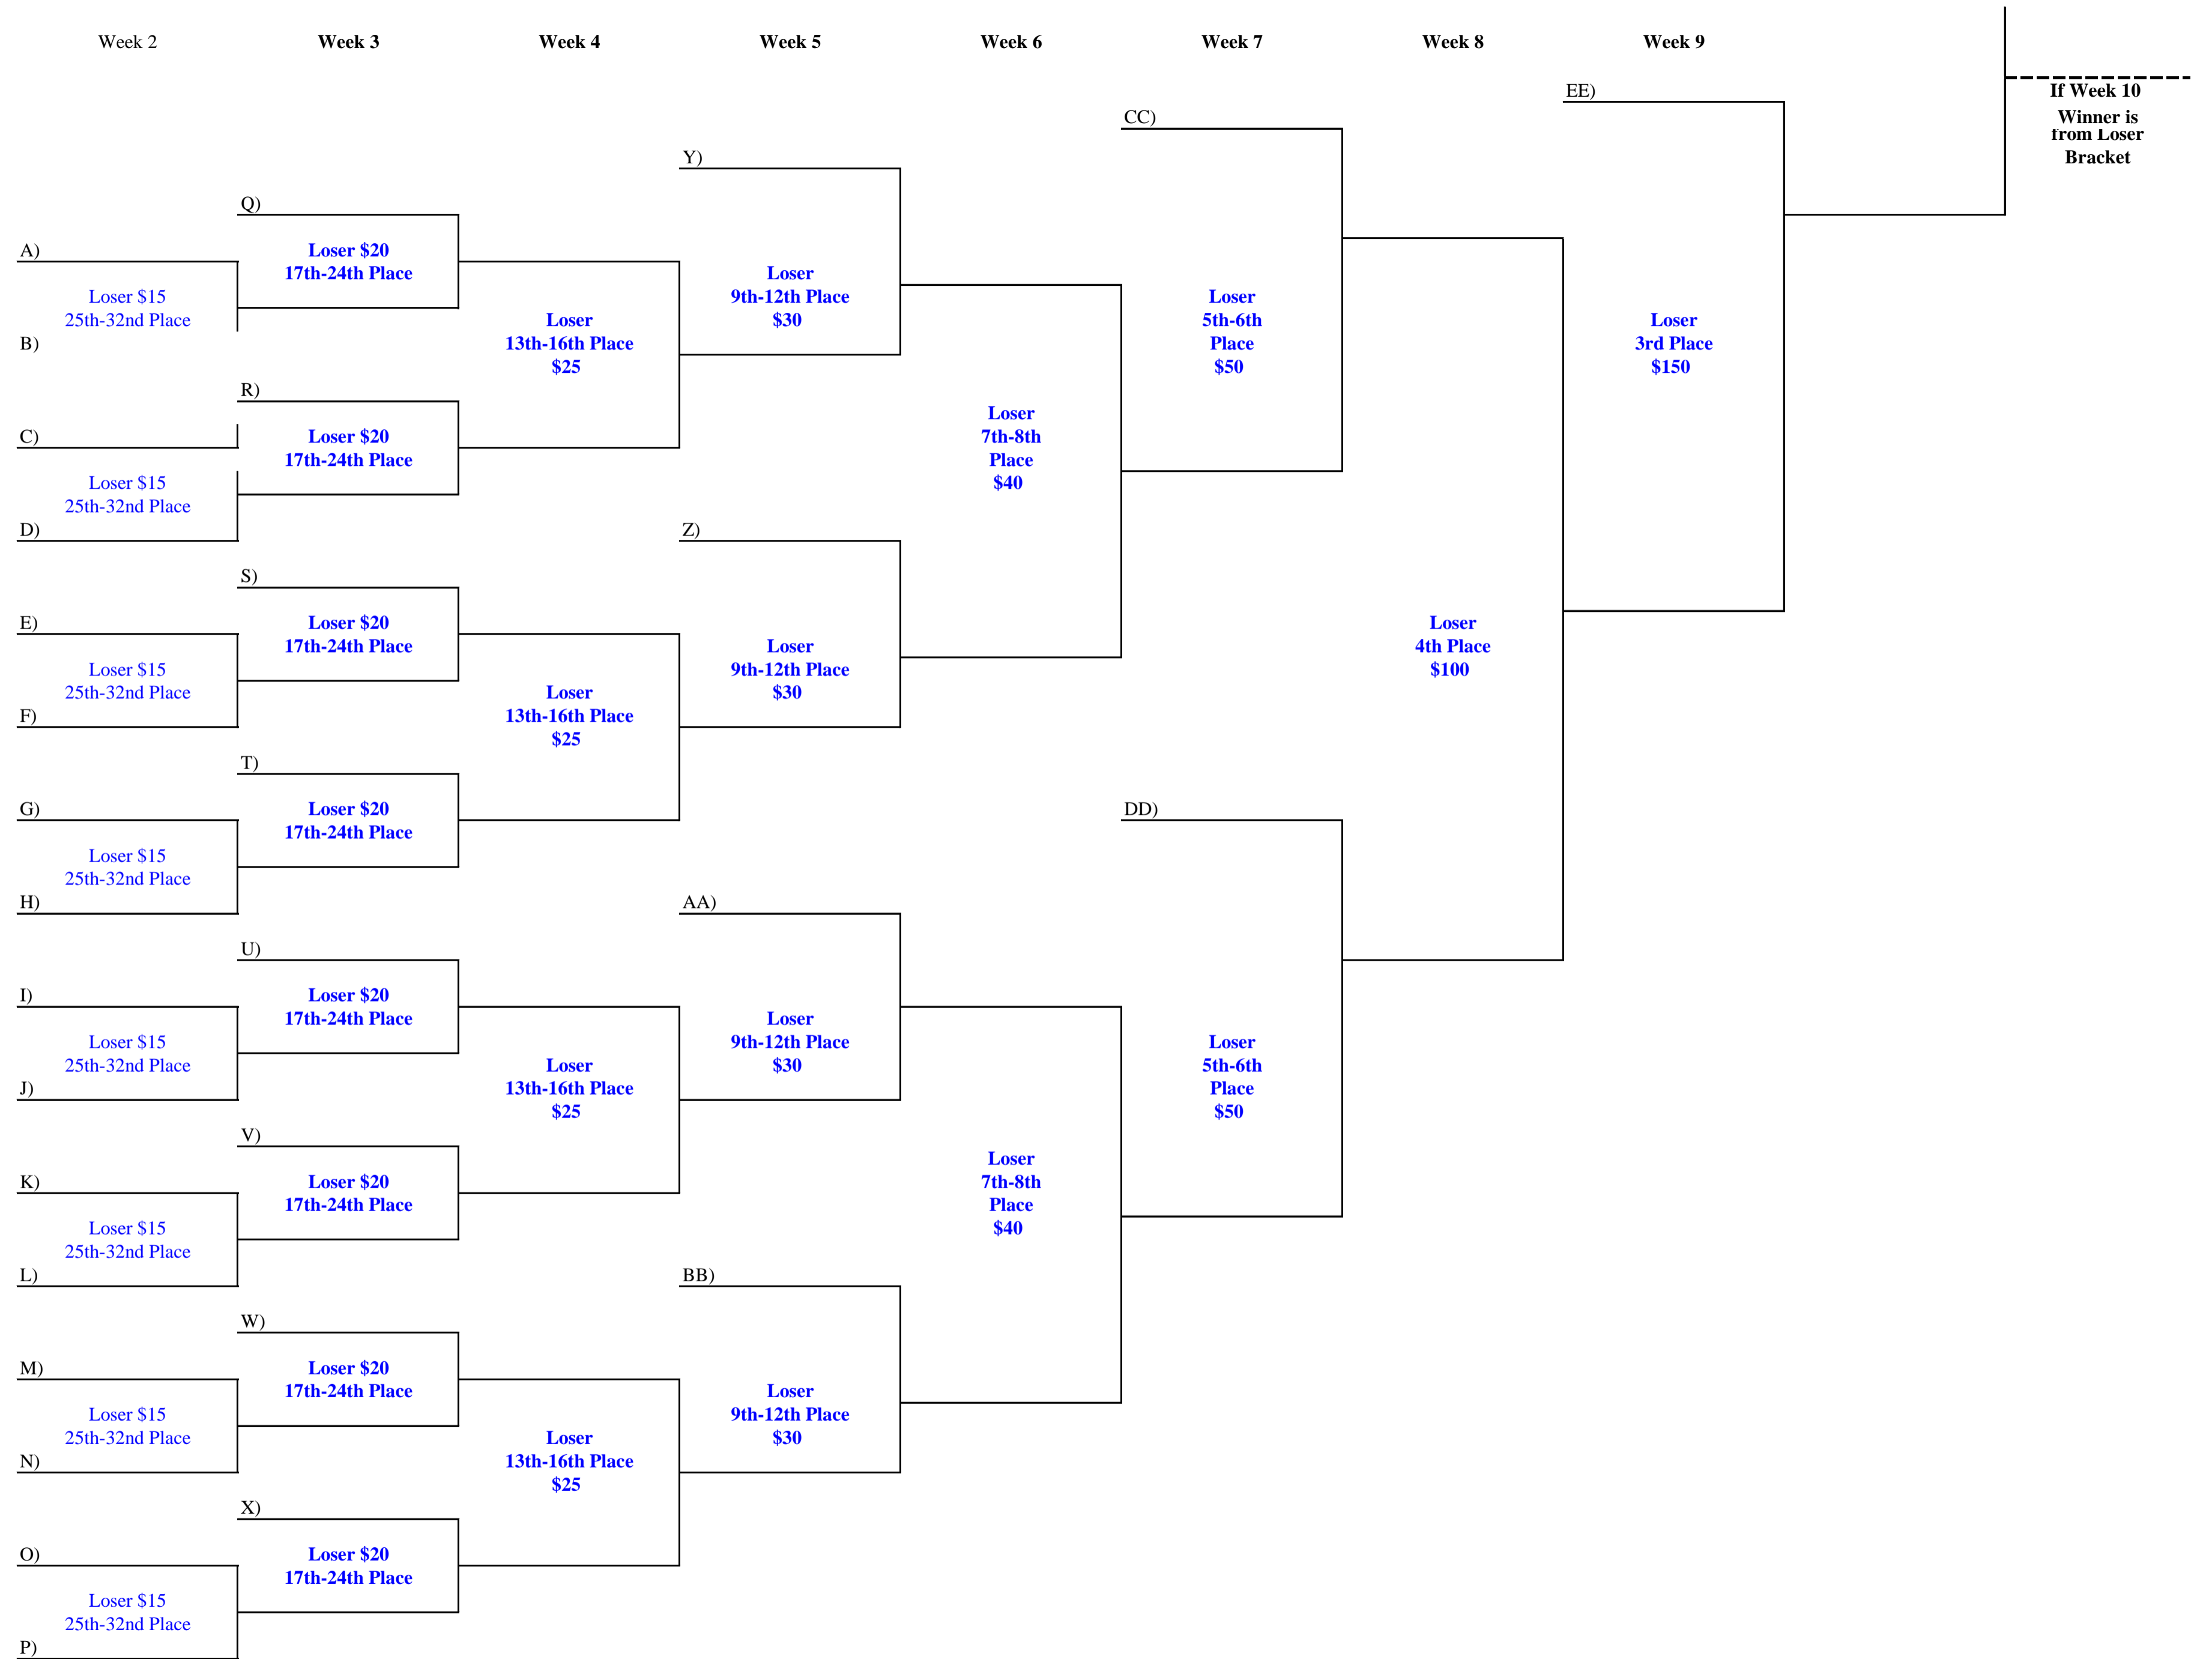 Week 2
Week 3
Week 4
Week 5
Week 6
Week 7
Week 8
Week 9
A)
Loser $15
25th-32nd Place
B)
C)
Loser $15
25th-32nd Place
D)
E)
Loser $15
25th-32nd Place
F)
G)
Loser $15
25th-32nd Place
H)
I)
Loser $15
25th-32nd Place
J)
K)
Loser $15
25th-32nd Place
L)
M)
Loser $15
25th-32nd Place
N)
O)
Loser $15
25th-32nd Place
P)
Q)
Loser $20
17th-24th Place
R)
Loser $20
17th-24th Place
S)
Loser $20
17th-24th Place
T)
Loser $20
17th-24th Place
U)
Loser $20
17th-24th Place
V)
Loser $20
17th-24th Place
W)
Loser $20
17th-24th Place
X)
Loser $20
17th-24th Place
Loser
13th-16th Place
$25
Loser
13th-16th Place
$25
Loser
13th-16th Place
$25
Loser
13th-16th Place
$25
Y)
Loser
9th-12th Place
$30
Z)
Loser
9th-12th Place
$30
AA)
Loser
9th-12th Place
$30
BB)
Loser
9th-12th Place
$30
Loser
7th-8th
Place
$40
Loser
7th-8th
Place
$40
CC)
Loser
5th-6th
Place
$50
DD)
Loser
5th-6th
Place
$50
Loser
4th Place
$100
EE)
Loser
3rd Place
$150
If Week 10
Winner is
from Loser
Bracket